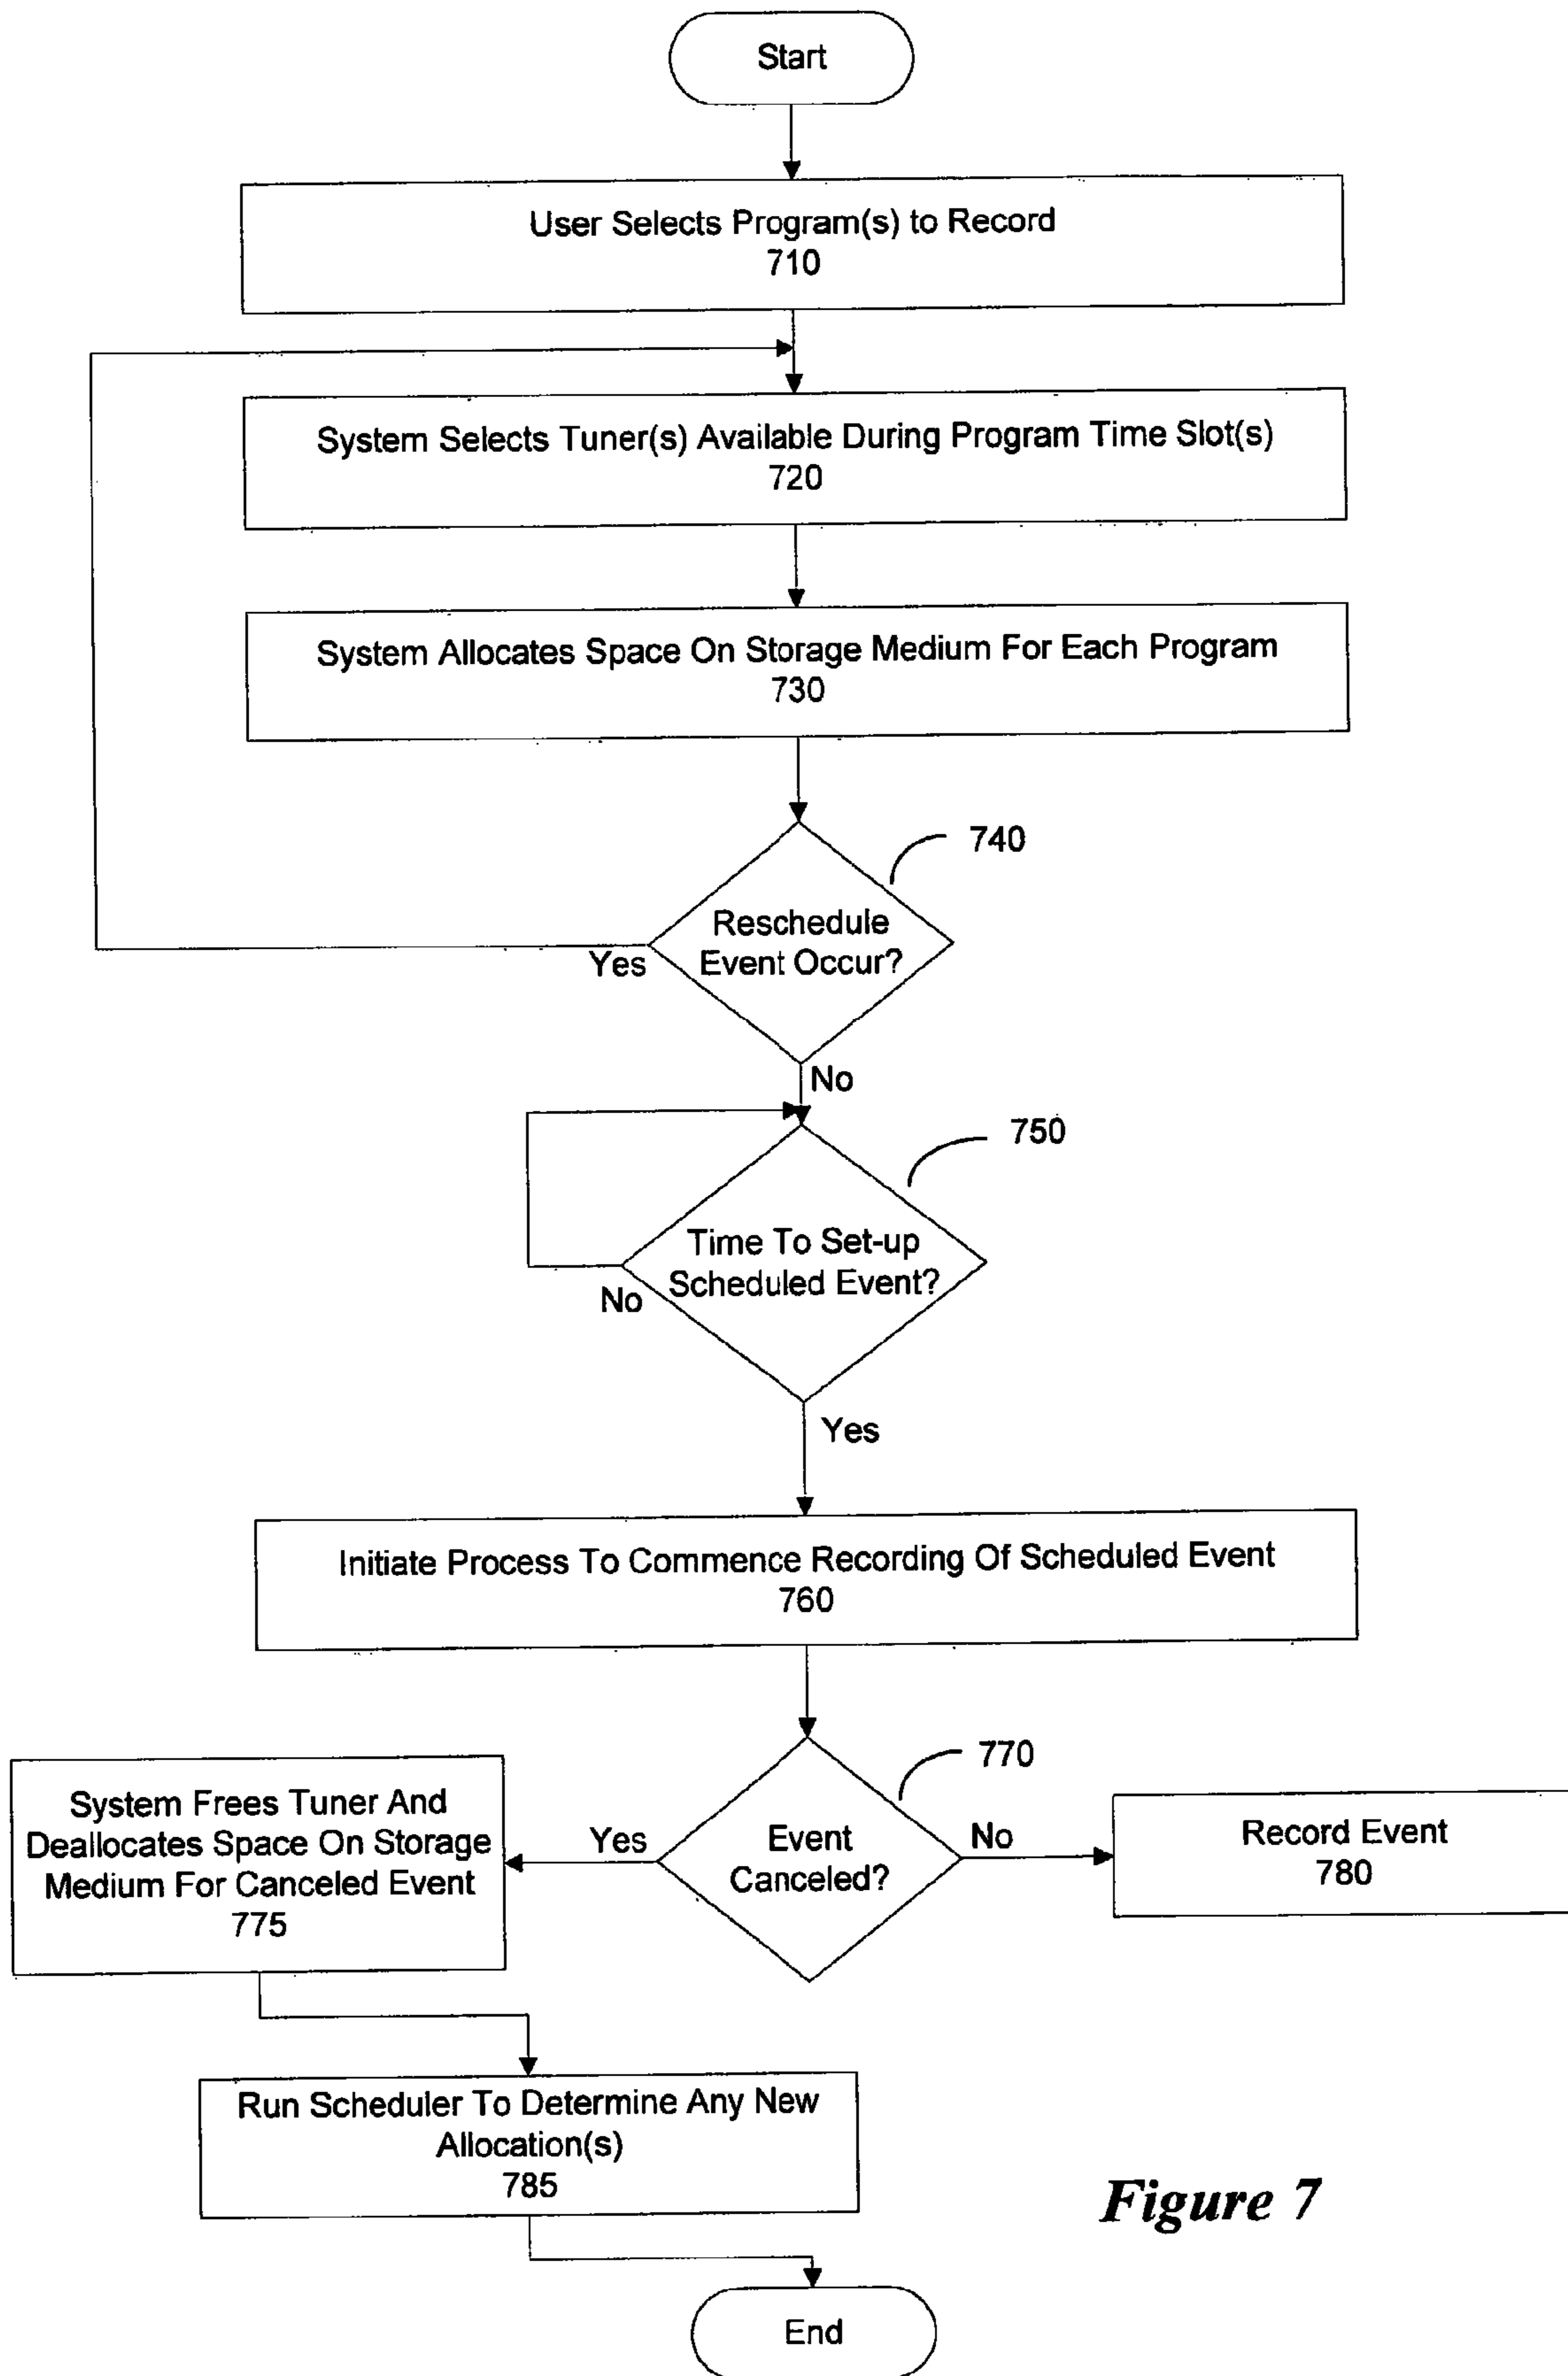 Start
User Selects Program(s) to Record
710
System Selects Tuner(s) Available During Program Time Slot(s)
720
System Allocates Space On Storage Medium For Each Program
730
740
Reschedule
Event Occur?
Yes
No
750
Time To Set-up
Scheduled Event?
No
Yes
Initiate Process To Commence Recording Of Scheduled Event
760
770
System Frees Tuner And
Deallocates Space On Storage
Medium For Canceled Event
775
Yes
Event
Canceled?
No
Record Event
780
Run Scheduler To Determine Any New
Allocation(s)
785
Figure 7
End